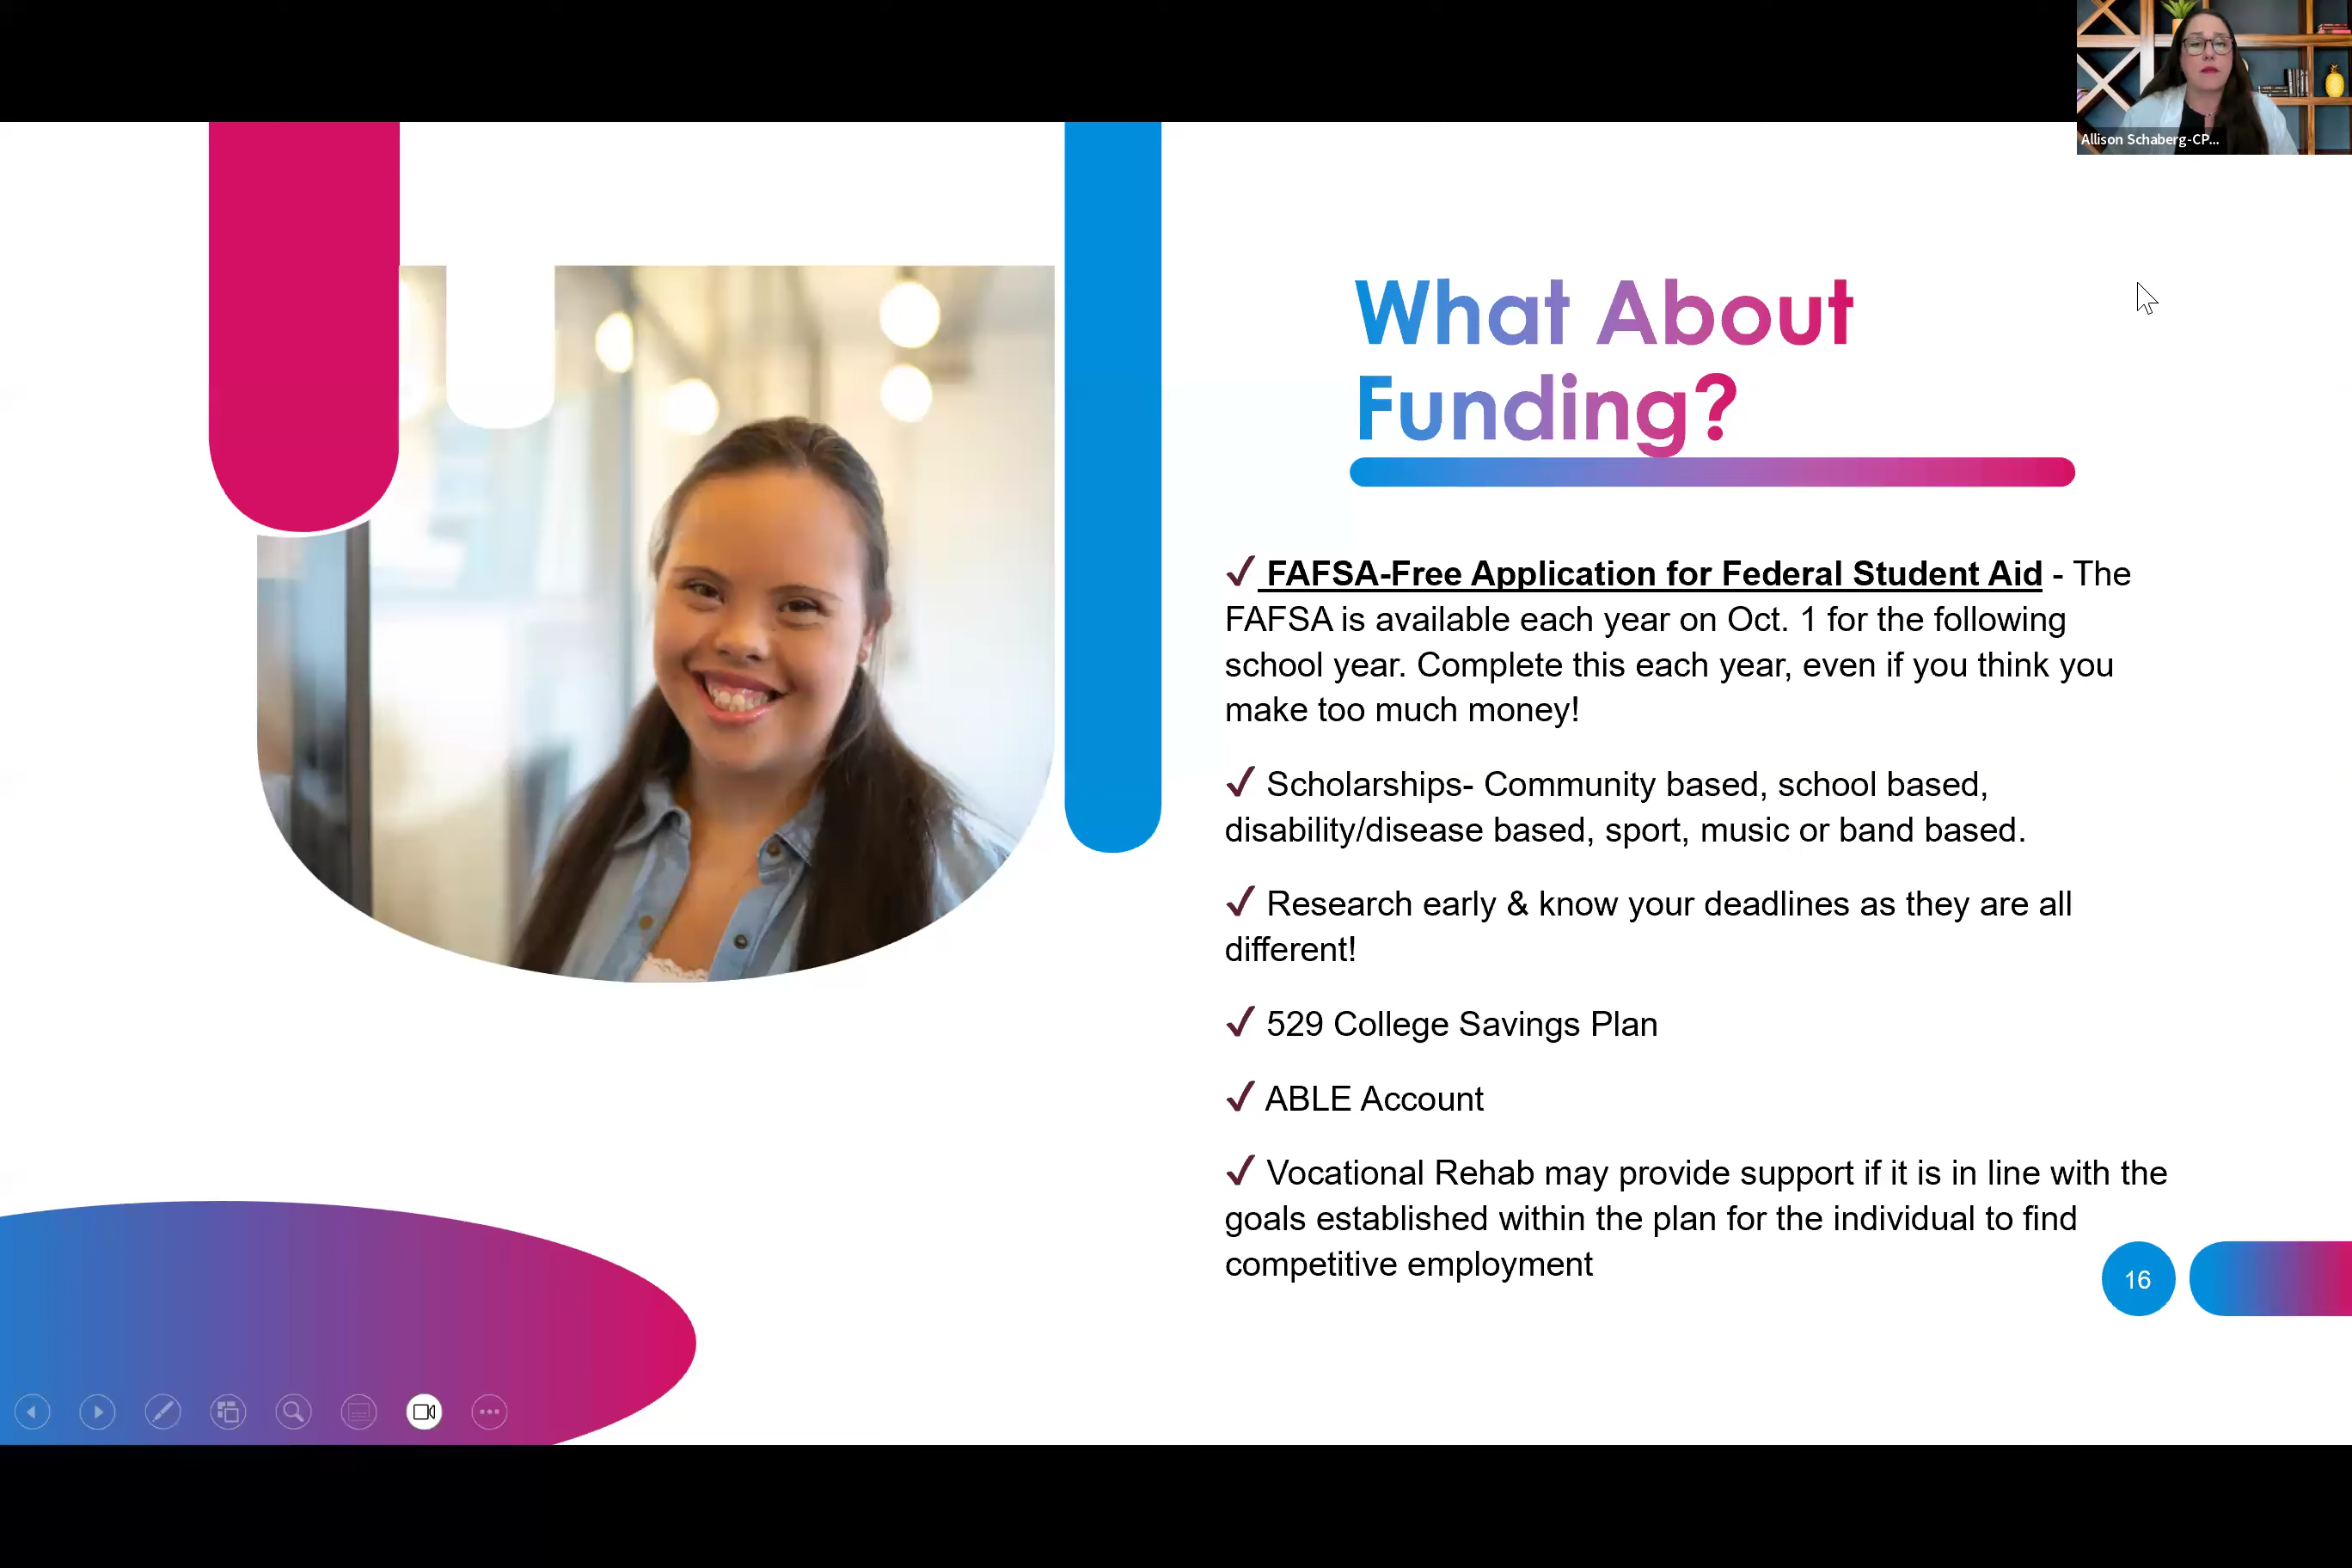 Allison Schaberg-CP...
What About
Funding?
✓ FAFSA-Free Application for Federal Student Aid - The
FAFSA is available each year on Oct. 1 for the following
school year. Complete this each year, even if you think you
make too much money!
✓ Scholarships- Community based, school based,
disability/disease based, sport, music or band based.
✓ Research early & know your deadlines as they are all
different!
✓ 529 College Savings Plan
✓ ABLE Account
✓ Vocational Rehab may provide support if it is in line with the
goals established within the plan for the individual to find
competitive employment
16